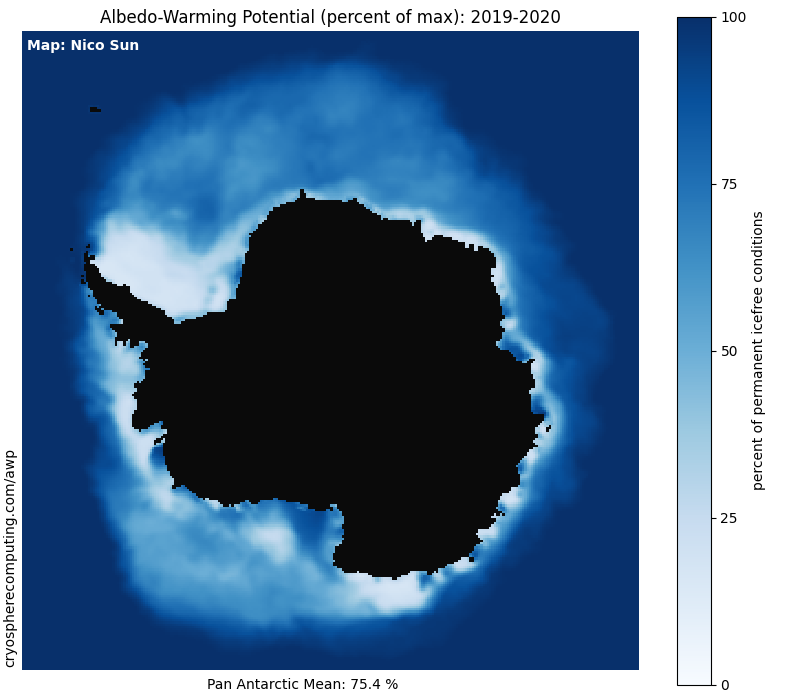 Albedo-Warming Potential (percent of max): 2019-2020
Map: Nico Sun
cryospherecomputing.com/awp
Pan Antarctic Mean: 75.4 %
100
75
50
25
0
percent of permanent icefree conditions